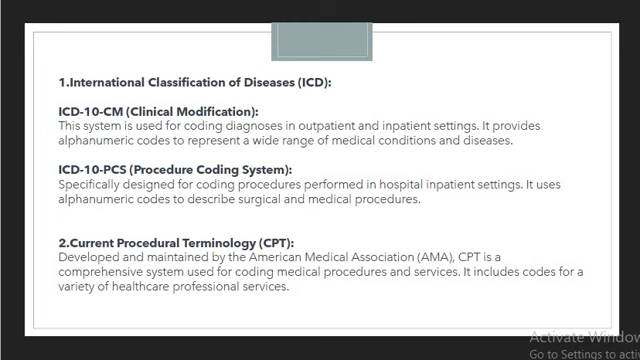 1.International Classification of Diseases (ICD):
ICD-10-CM (Clinical Modification):
This system is used for coding diagnoses in outpatient and inpatient settings. It provides
alphanumeric codes to represent a wide range of medical conditions and diseases.
ICD-10-PCS (Procedure Coding System):
Specifically designed for coding procedures performed in hospital inpatient settings. It uses
alphanumeric codes to describe surgical and medical procedures.
2.Current Procedural Terminology (CPT):
Developed and maintained by the American Medical Association (AMA), CPT is a
comprehensive system used for coding medical procedures and services. It includes codes for a
variety of healthcare professional services.
Activate Window
Go to Settings to acti